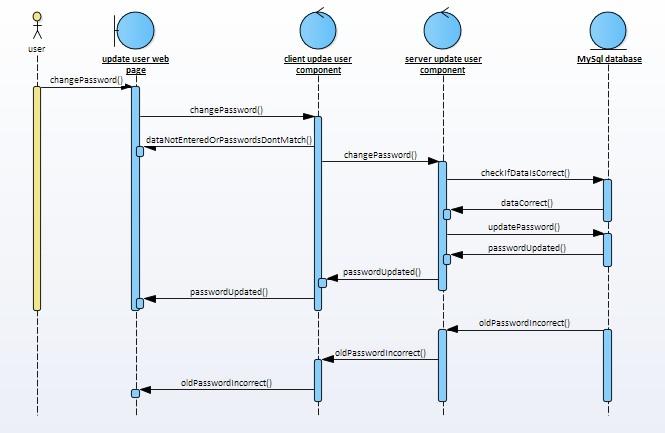 user
update user web
page
client updae user
component
server update user
component
MySql database
changePassword()
changePassword()
dataNotEnteredOrPasswordsDontMatch()
changePassword()
checkIfDataIsCorrect()
dataCorrect()
updatePassword()
passwordUpdated()
passwordUpdated()
passwordUpdated()
oldPasswordIncorrect()
oldPasswordIncorrect()
oldPasswordIncorrect()